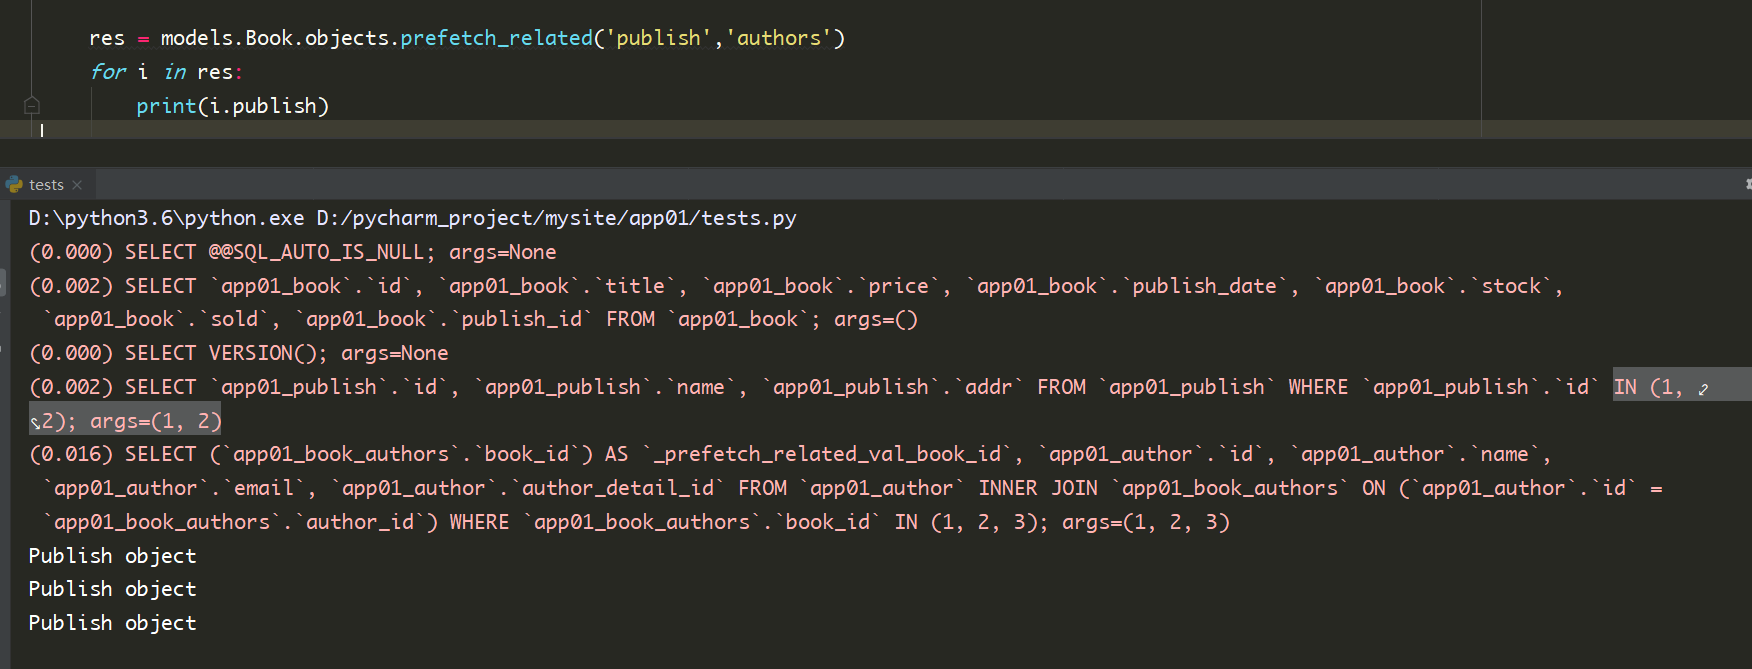 res = models.Book.objects.prefetch_related('publish','authors')
for i in res:
print(i.publish)
tests
D:\python3.6\python.exe D:/pycharm_project/mysite/app01/tests.py
(0.000) SELECT @@SQL_AUTO_IS_NULL; args=None
(0.002) SELECT `app01_book`.`id`, `app01_book`.`title`, `app01_book`.`price`, `app01_book`.`publish_date`, `app01_book`.`stock`,
`app01_book`.`sold`, `app01_book`.`publish_id` FROM `app01_book`; args=()
(0.000) SELECT VERSION(); args=None
(0.002) SELECT `app01_publish`.`id`, `app01_publish`.`name`, `app01_publish`.`addr` FROM `app01_publish` WHERE `app01_publish`.`id` IN (1,
2); args=(1, 2)
(0.016) SELECT (`app01_book_authors`.`book_id`) AS `_prefetch_related_val_book_id`, `app01_author`.`id`, `app01_author`.`name`,
`app01_author`.`email`, `app01_author`.`author_detail_id` FROM `app01_author` INNER JOIN `app01_book_authors` ON (`app01_author`.`id` =
`app01_book_authors`.`author_id`) WHERE `app01_book_authors`.`book_id` IN (1, 2, 3); args=(1, 2, 3)
Publish object
Publish object
Publish object